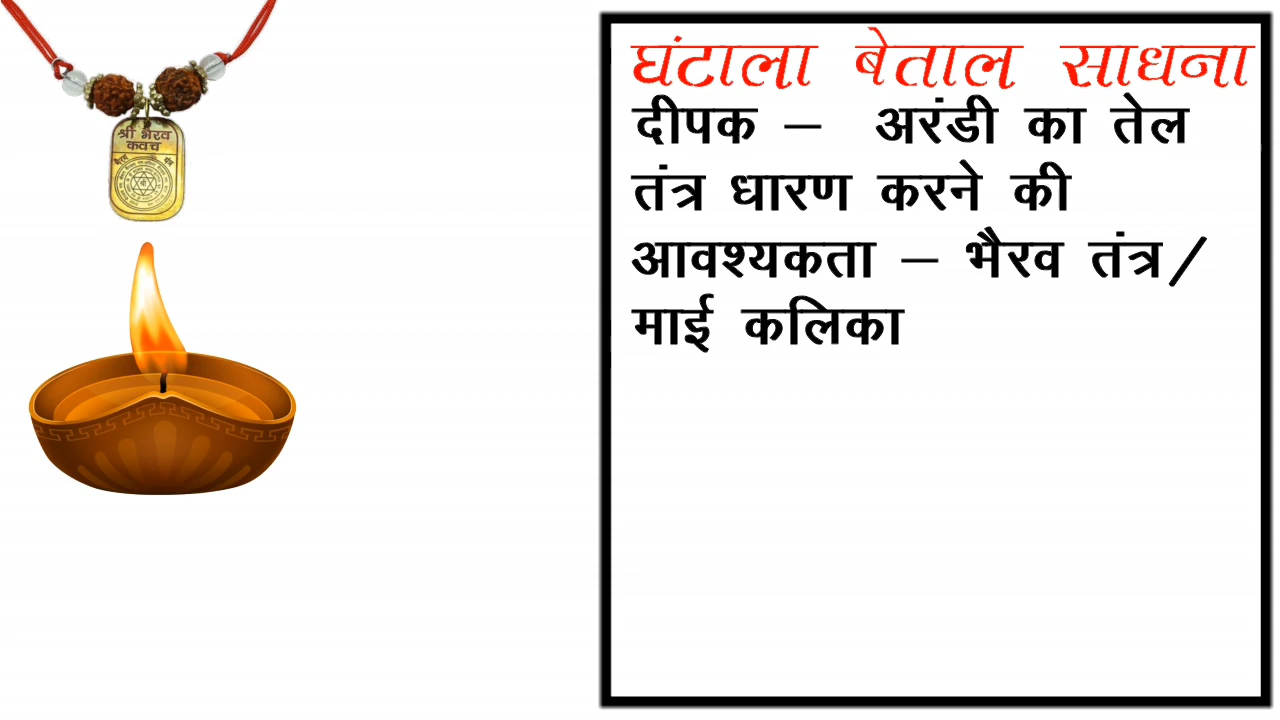 श्री भैरव
कवच
घंटाला बेताल साधना
दीपक – अरंडी का तेल
तंत्र धारण करने की
आवश्यकता – भैरव तंत्र/
माई कलिका